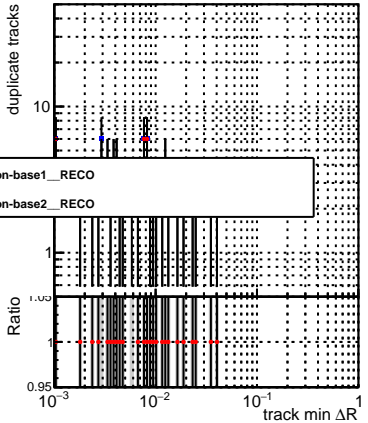 duplicate tracks
10
on-base1__RECO
on-base2__RECO
1
Ratio
1.05
1
0.95
10⁻³
10⁻²
10⁻¹
1
track min ΔR